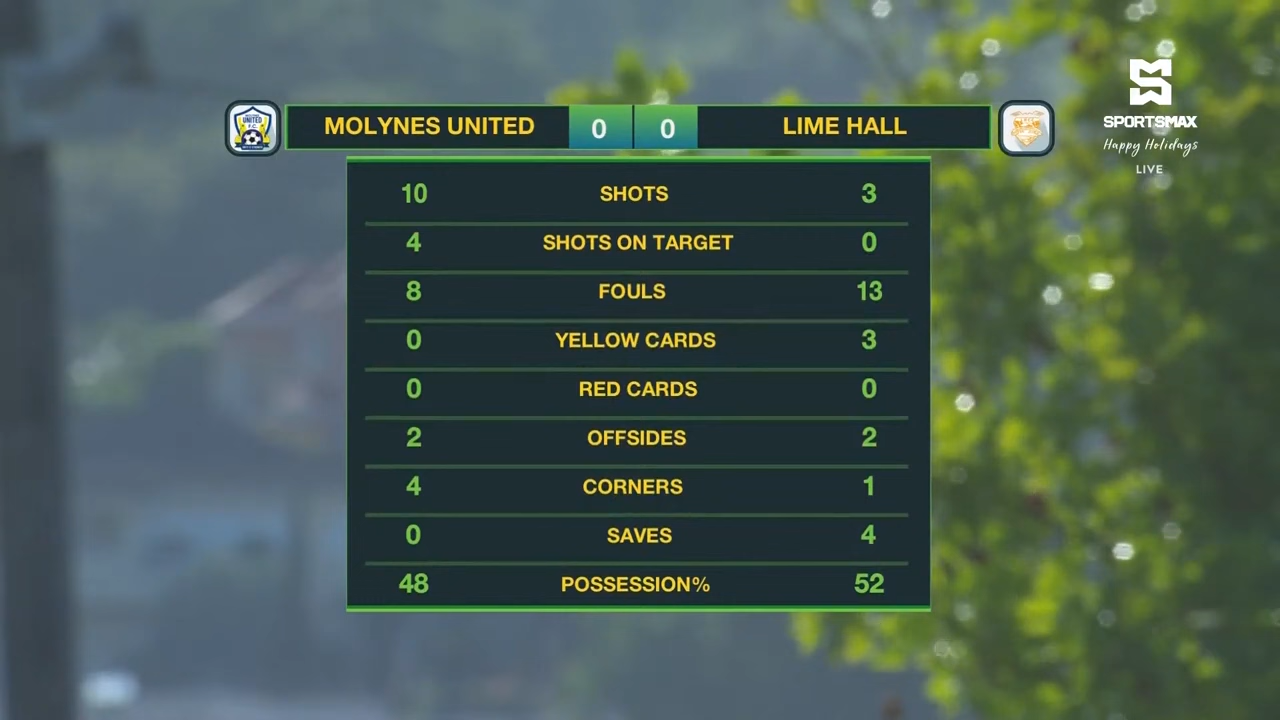 MOLYNES UNITED 0 0 LIME HALL
10 SHOTS 3
4 SHOTS ON TARGET 0
8 FOULS 13
0 YELLOW CARDS 3
0 RED CARDS 0
2 OFFSIDES 2
4 CORNERS 1
0 SAVES 4
48 POSSESSION% 52
SPORTSMAX
Happy Holidays
LIVE
UNITED
F.C.